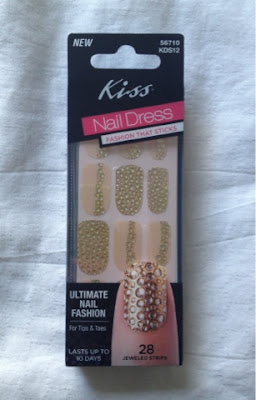 NEW
56710
KDS12
Kiss
Nail Dress
FASHION THAT STICKS
ULTIMATE
NAIL
FASHION
For Tips & Toes
LASTS UP TO
10 DAYS
28
JEWELED STRIPS